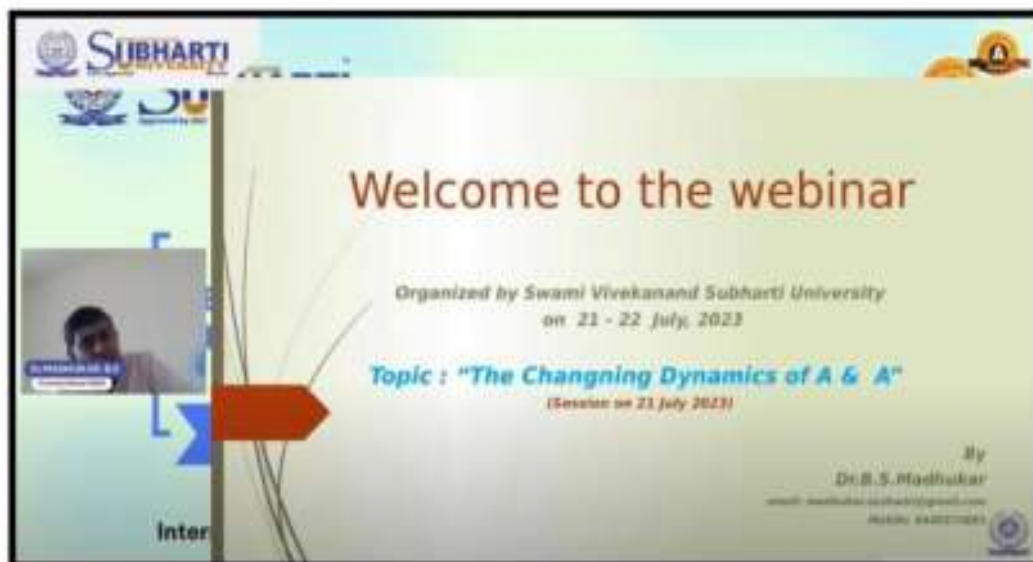 SUBHARTI
UNIVERSITY
Welcome to the webinar
Organized by Swami Vivekanand Subharti University
on 21 - 22 July, 2023
Topic : “The Changning Dynamics of A & A”
(Session on 21 July 2023)
By
Dr.B.S.Madhukar
Inter